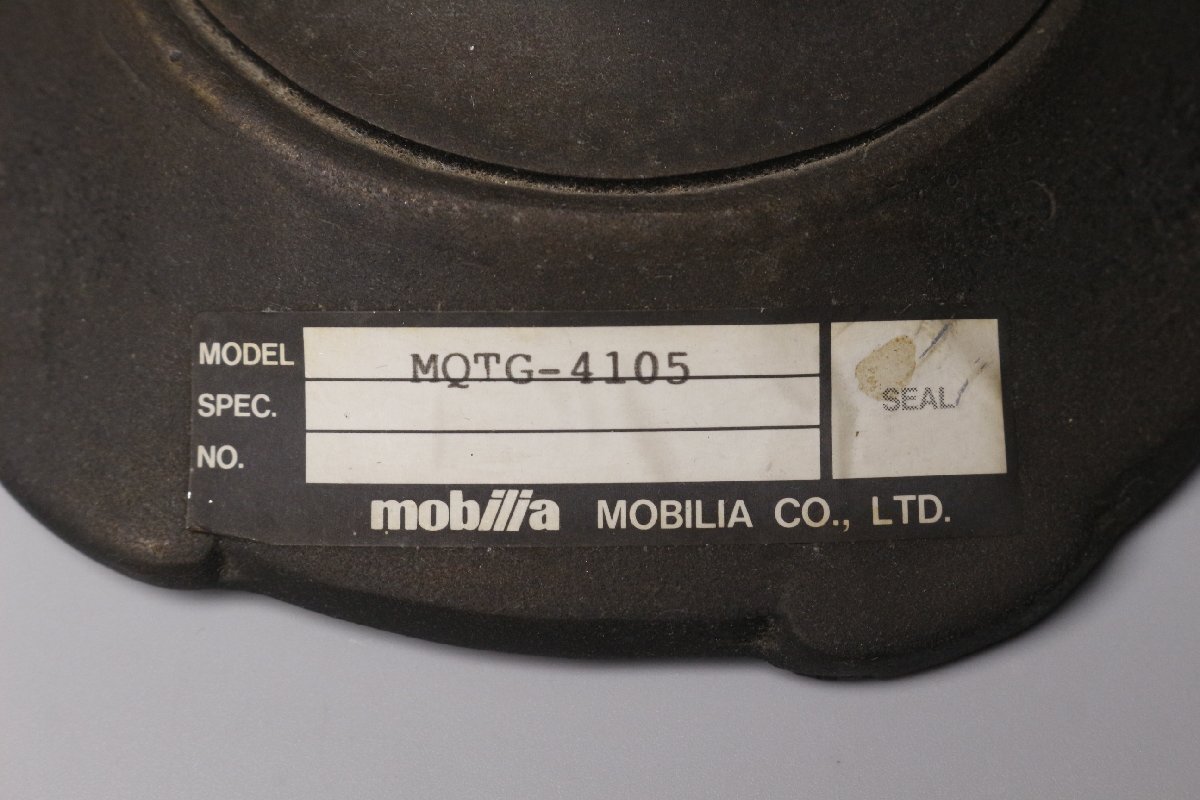 MODEL MQTG-4105
SPEC.
NO.
SEAL
mobilia MOBILIA CO., LTD.